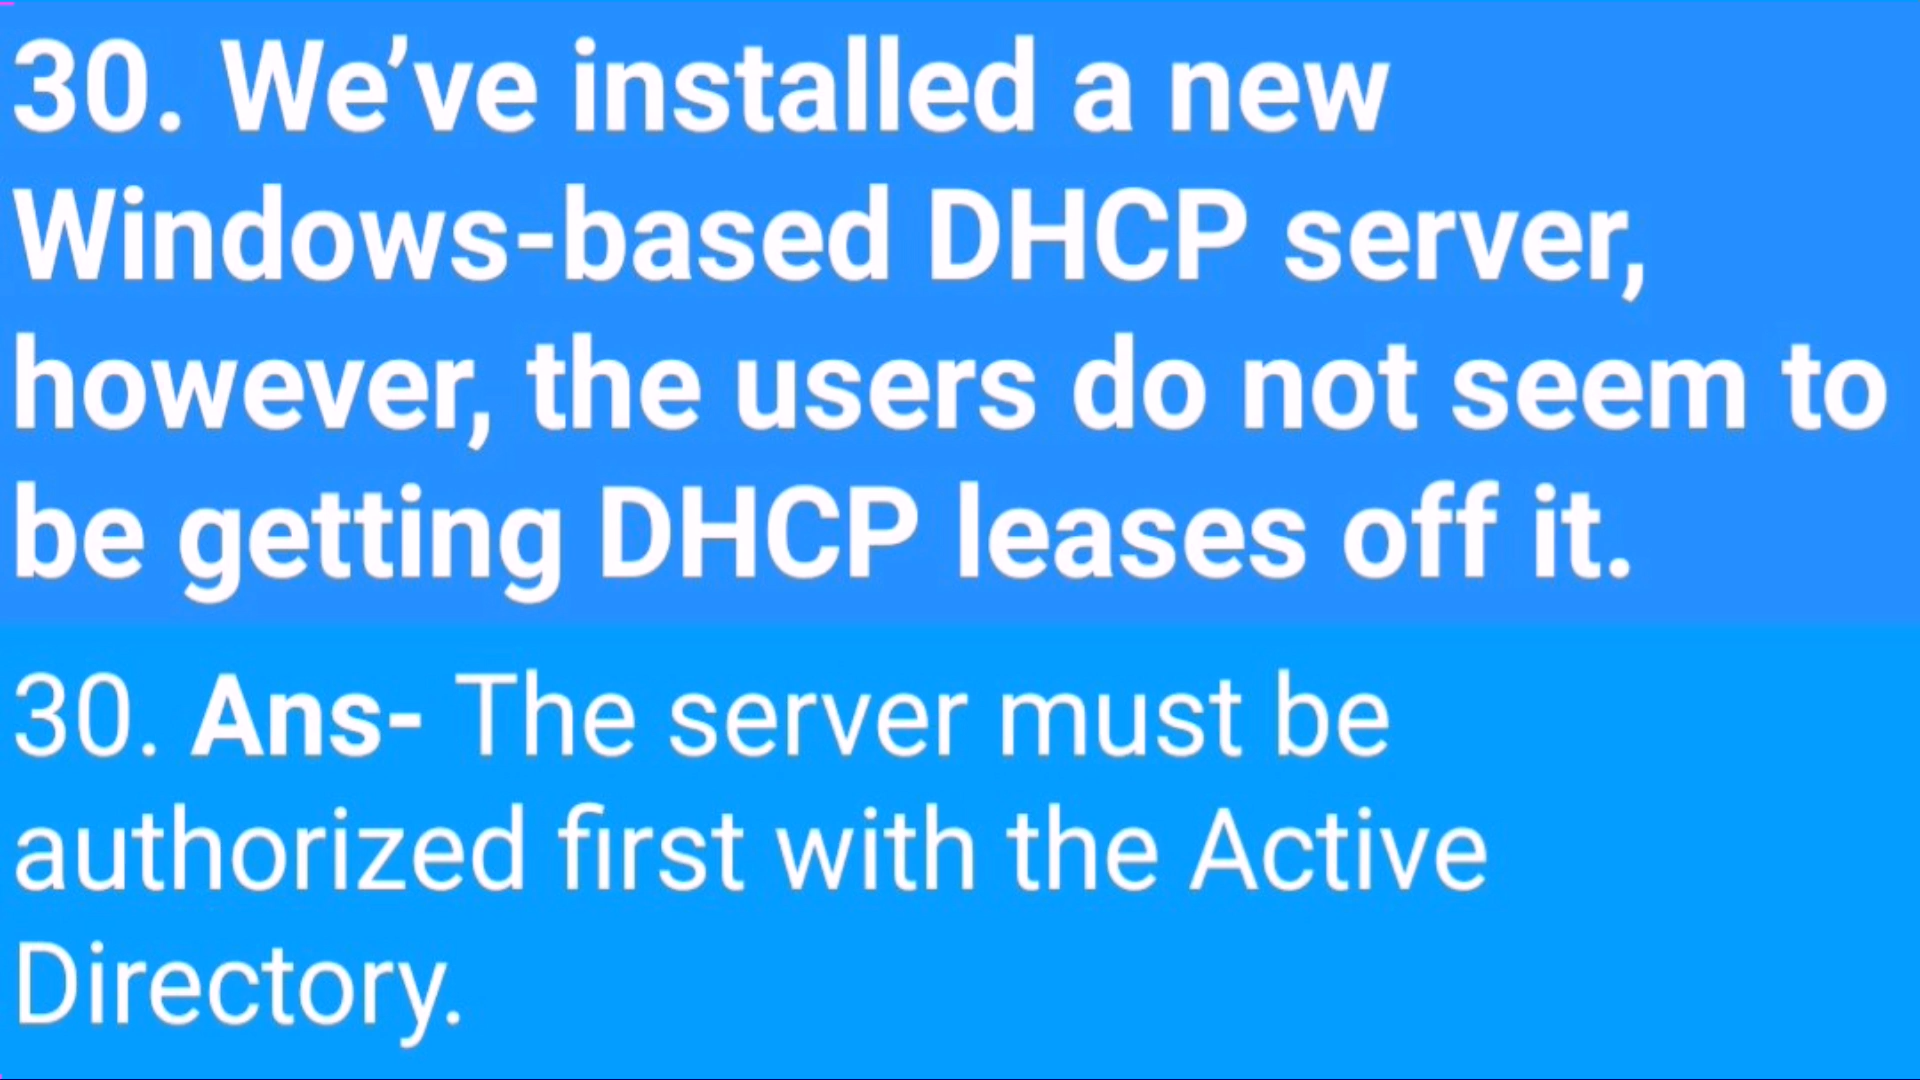 30. We’ve installed a new
Windows-based DHCP server,
however, the users do not seem to
be getting DHCP leases off it.
30. Ans- The server must be
authorized first with the Active
Directory.